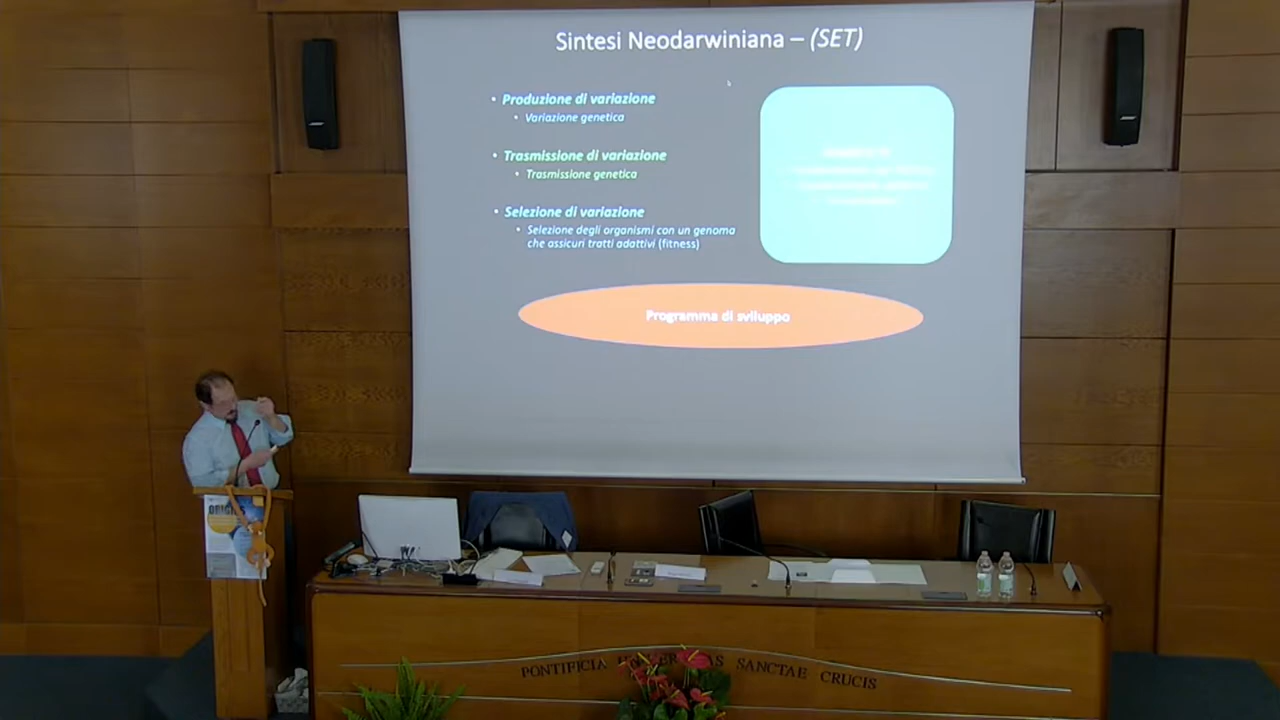 Sintesi Neodarwiniana – (SET)
• Produzione di variazione
• Variazione genetica
• Trasmissione di variazione
• Trasmissione genetica
• Selezione di variazione
• Selezione degli organismi con un genoma
che assicuri tratti adattivi (fitness)
Programma di sviluppo
PONTIFICIA SANCTAE CRUCIS